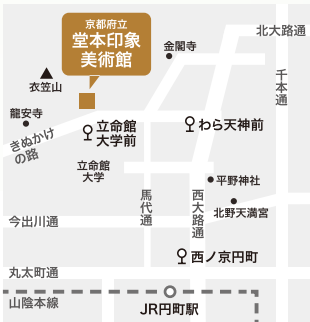 京都府立
堂本印象
美術館
北大路通
金閣寺
衣笠山
千本通
龍安寺
きぬかけ
の路
立命館
大学前
わら天神前
立命館
大学
平野神社
馬代通
西大路通
北野天満宮
今出川通
西ノ京円町
丸太町通
山陰本線
JR円町駅